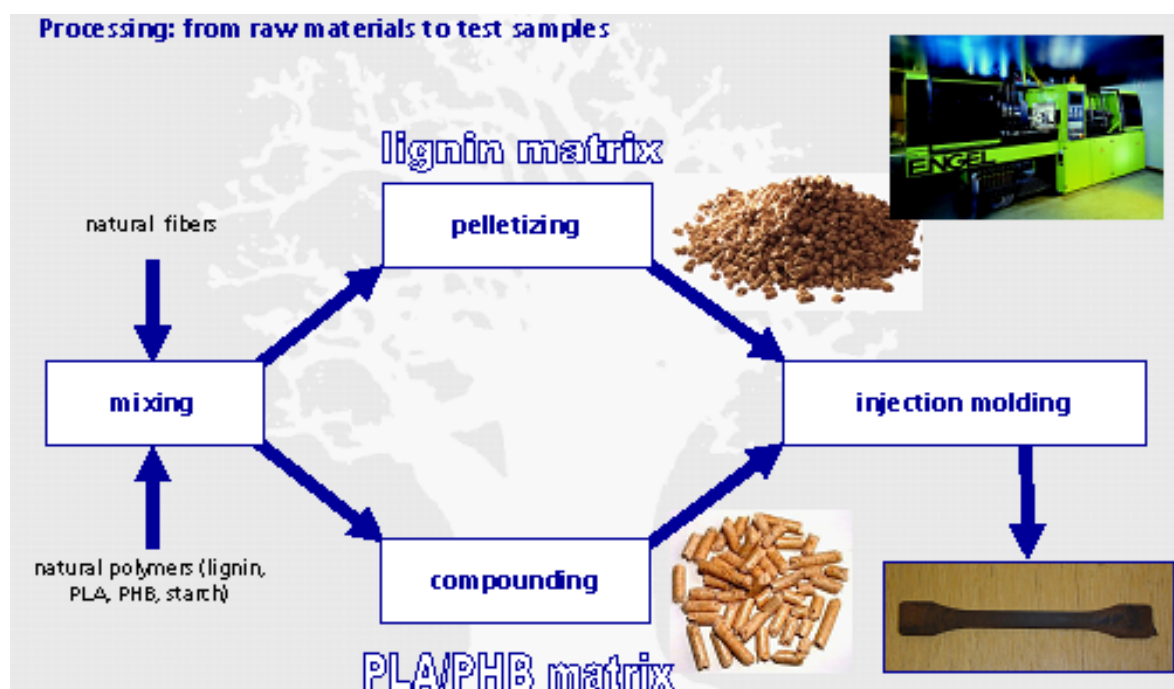 Processing: from raw materials to test samples
lignin matrix
ENGEL
natural fibers
pelletizing
mixing
injection molding
natural polymers (lignin,
PLA, PHB, starch)
compounding
PLA/PHB matrix